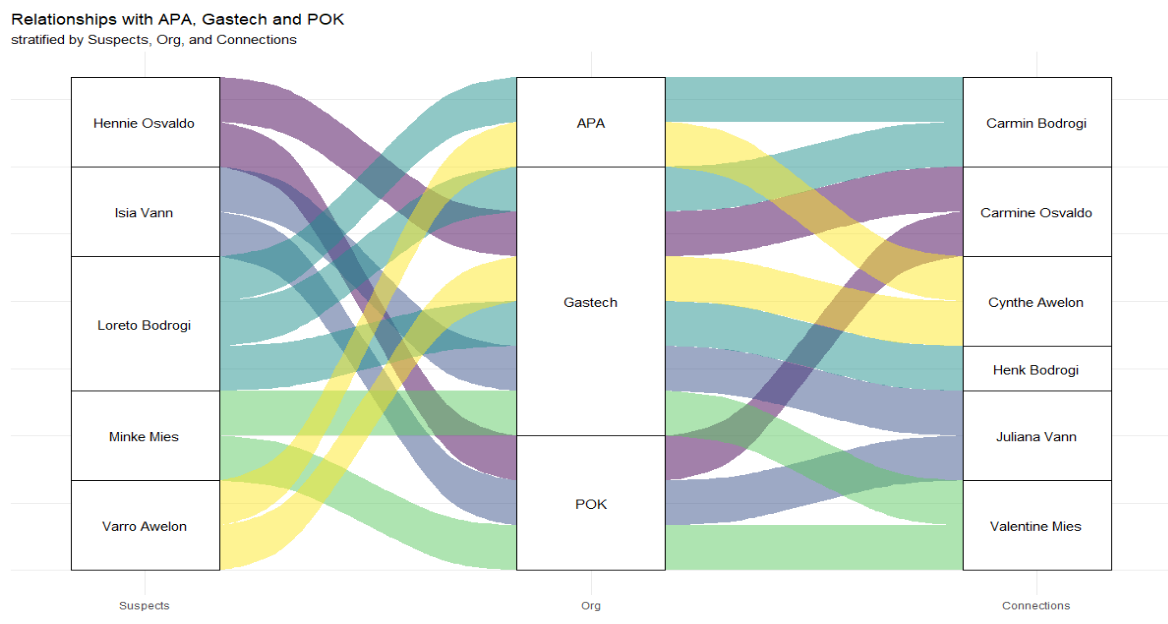 Relationships with APA, Gastech and POK
stratified by Suspects, Org, and Connections
Hennie Osvaldo
Isia Vann
Loreto Bodrogi
Minke Mies
Varro Awelon
APA
Gastech
POK
Carmin Bodrogi
Carmine Osvaldo
Cynthe Awelon
Henk Bodrogi
Juliana Vann
Valentine Mies
Suspects
Org
Connections